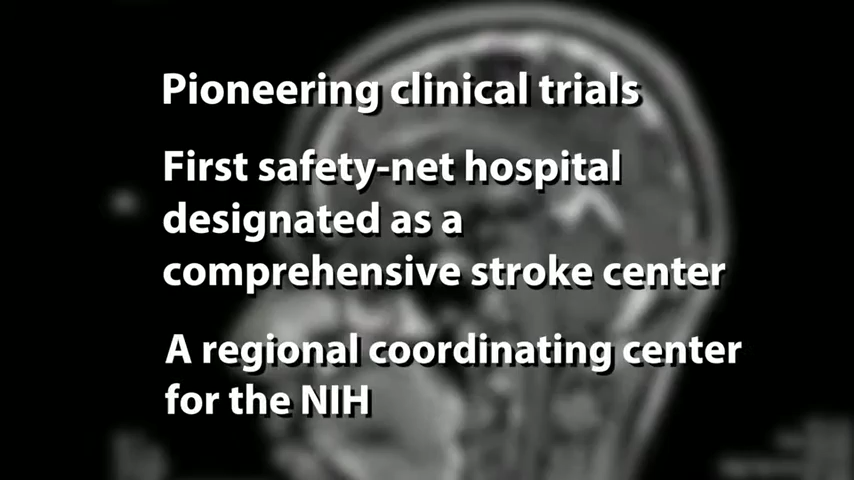 Pioneering clinical trials
First safety-net hospital
designated as a
comprehensive stroke center
A regional coordinating center
for the NIH